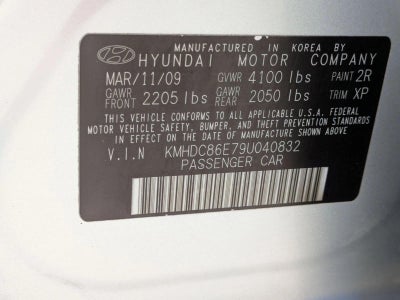 MANUFACTURED IN KOREA BY
HYUNDAI MOTOR COMPANY
MAR/11/09 GVWR 4100 lbs PAINT 2R
GAWR FRONT 2205 lbs GAWR REAR 2050 lbs TRIM XP
THIS VEHICLE CONFORMS TO ALL APPLICABLE U.S.A. FEDERAL
MOTOR VEHICLE SAFETY, BUMPER, AND THEFT PREVENTION STANDARDS
IN EFFECT ON THE DATE OF MANUFACTURE SHOWN ABOVE.
V.I.N KMHDC86E79U040832
PASSENGER CAR